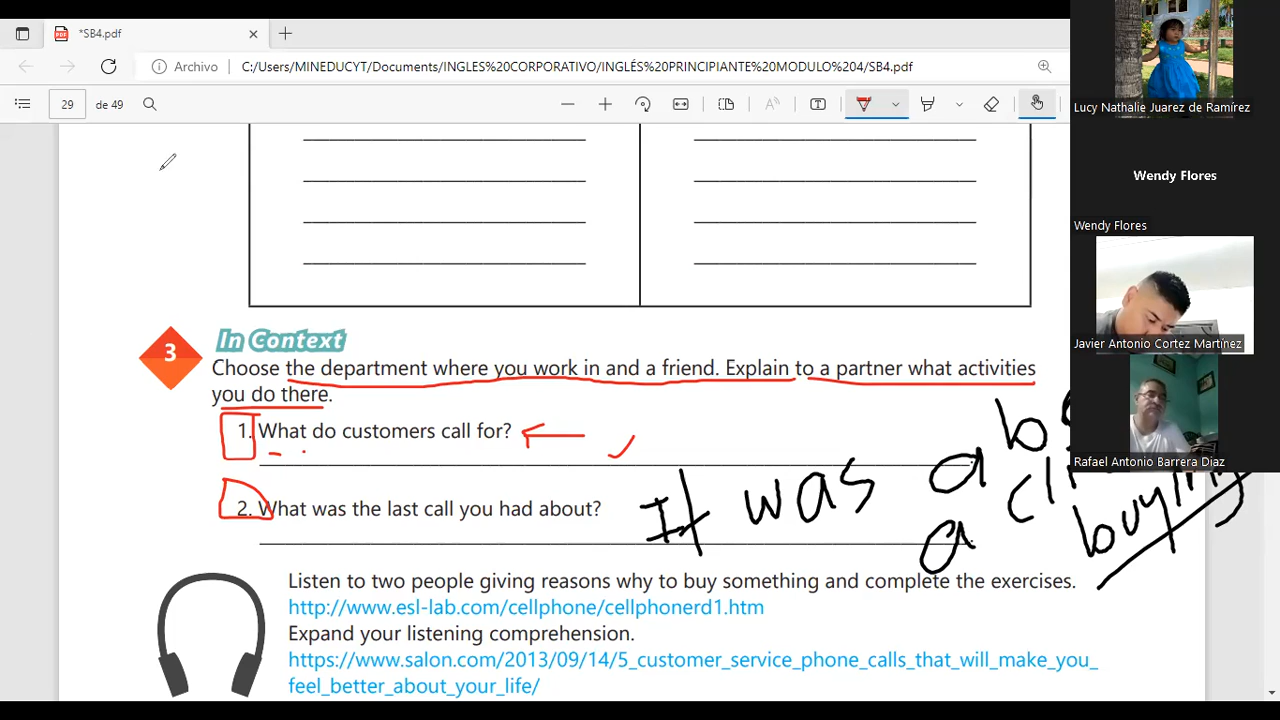 *SB4.pdf
Archivo
C:/Users/MINEDUCYT/Documents/INGLES%20CORPORATIVO/INGLÉS%20PRINCIPIANTE%20MODULO%204/SB4.pdf
29 de 49
Lucy Nathalie Juarez de Ramírez
Wendy Flores
Wendy Flores
Javier Antonio Cortez Martínez
Rafael Antonio Barrera Diaz
3
In Context
Choose the department where you work in and a friend. Explain to a partner what activities
you do there.
1. What do customers call for?
2. What was the last call you had about?
It was a
a
buying
Listen to two people giving reasons why to buy something and complete the exercises.
http://www.esl-lab.com/cellphone/cellphonerd1.htm
Expand your listening comprehension.
https://www.salon.com/2013/09/14/5_customer_service_phone_calls_that_will_make_you_
feel_better_about_your_life/